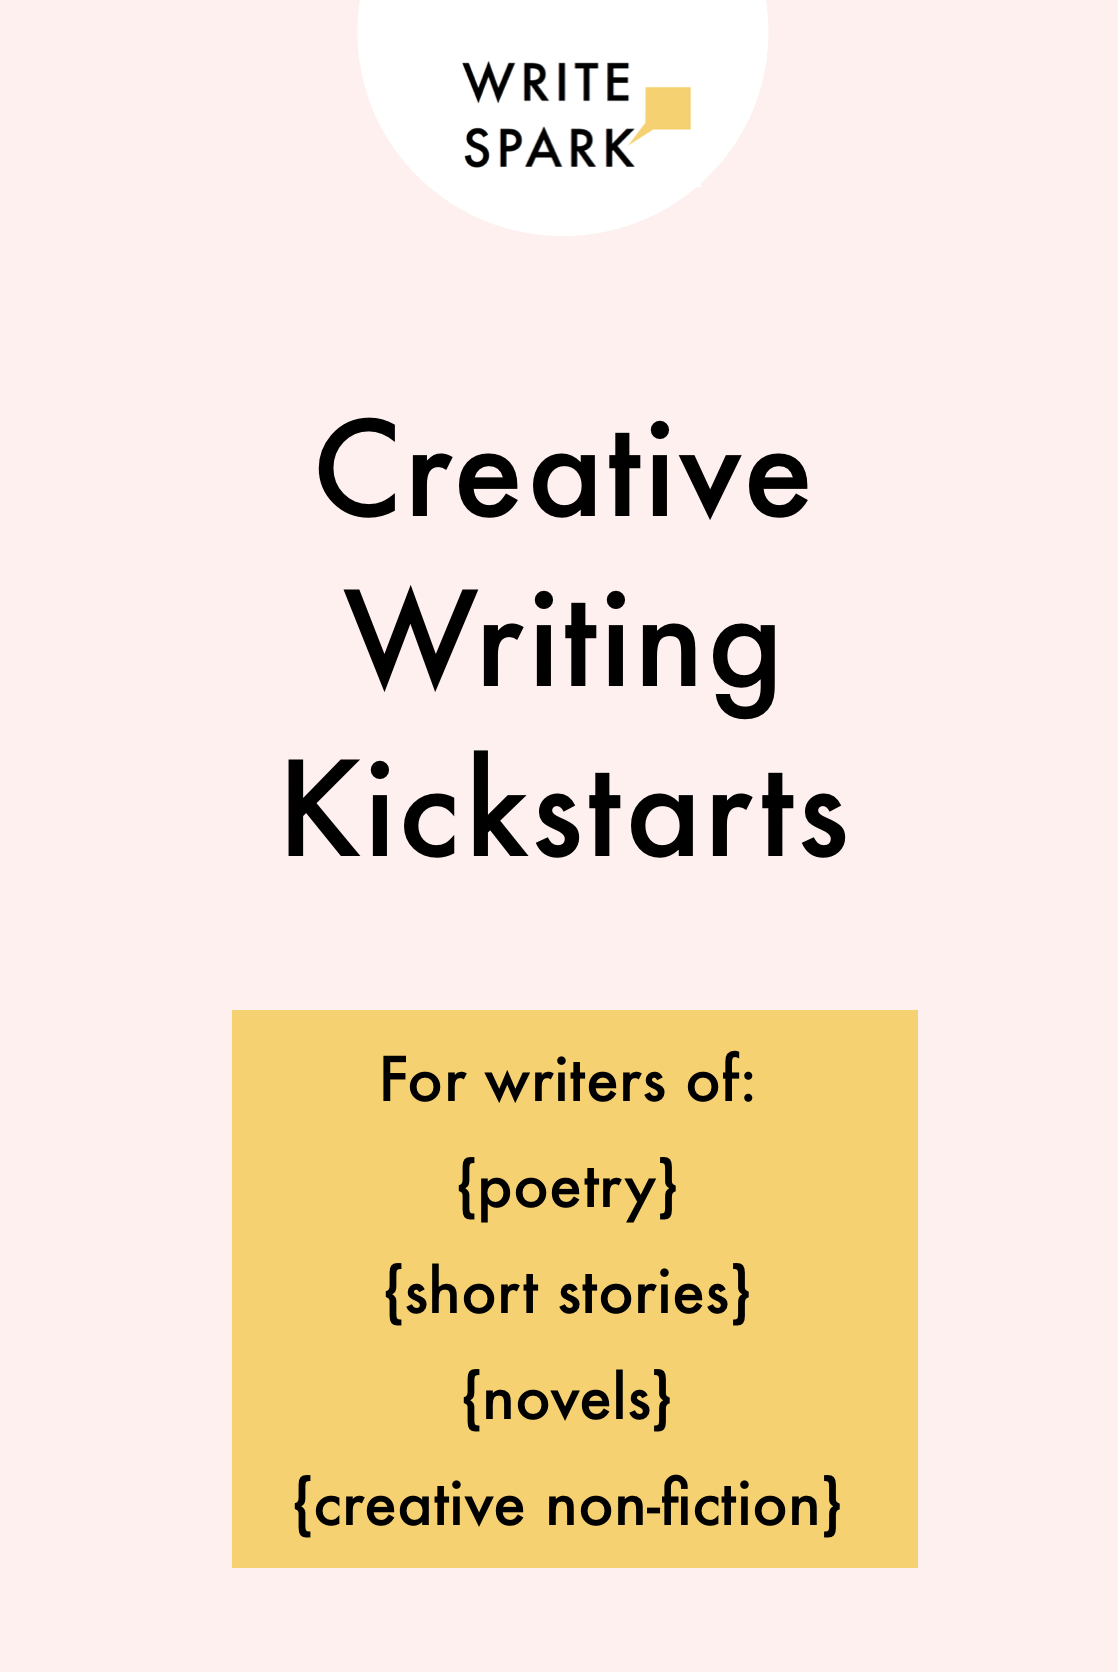 WRITE
SPARK
Creative
Writing
Kickstarts
For writers of:
{poetry}
{short stories}
{novels}
{creative non-fiction}